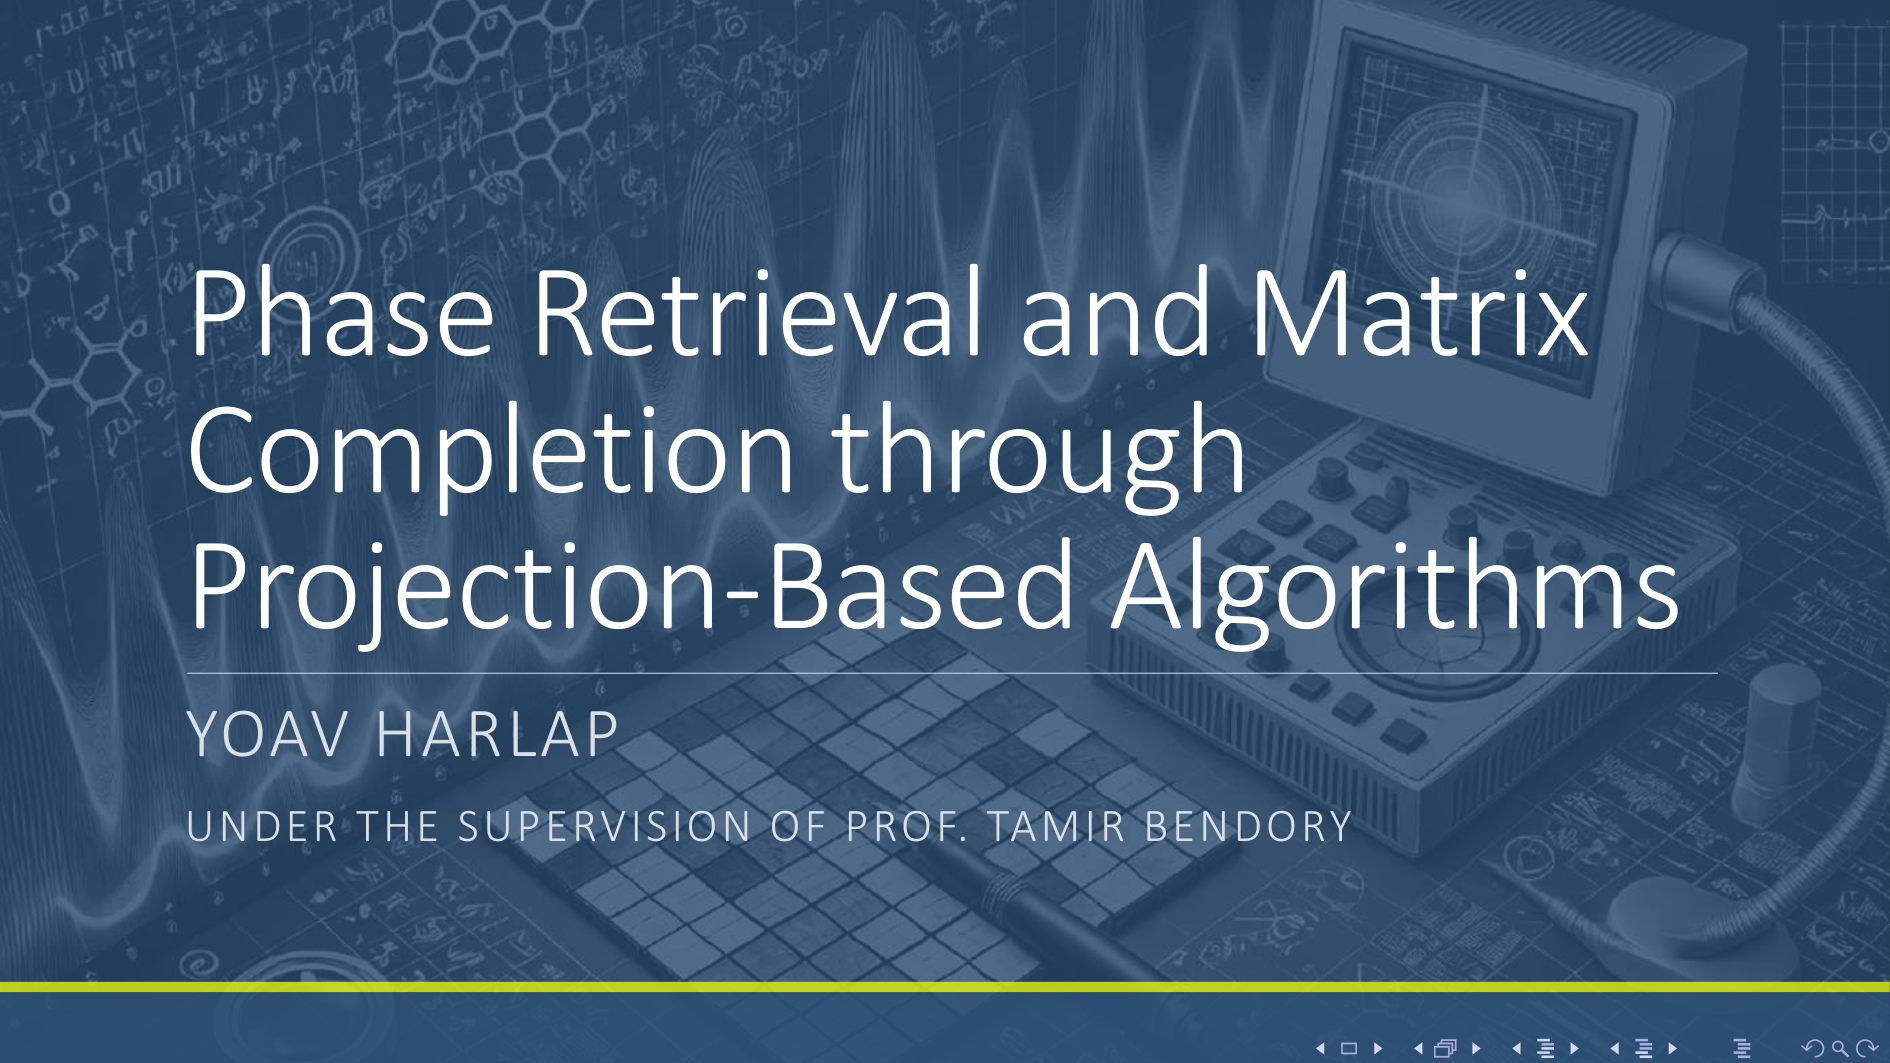 Phase Retrieval and Matrix
Completion through
Projection-Based Algorithms
YOAV HARLAP
UNDER THE SUPERVISION OF PROF. TAMIR BENDORY